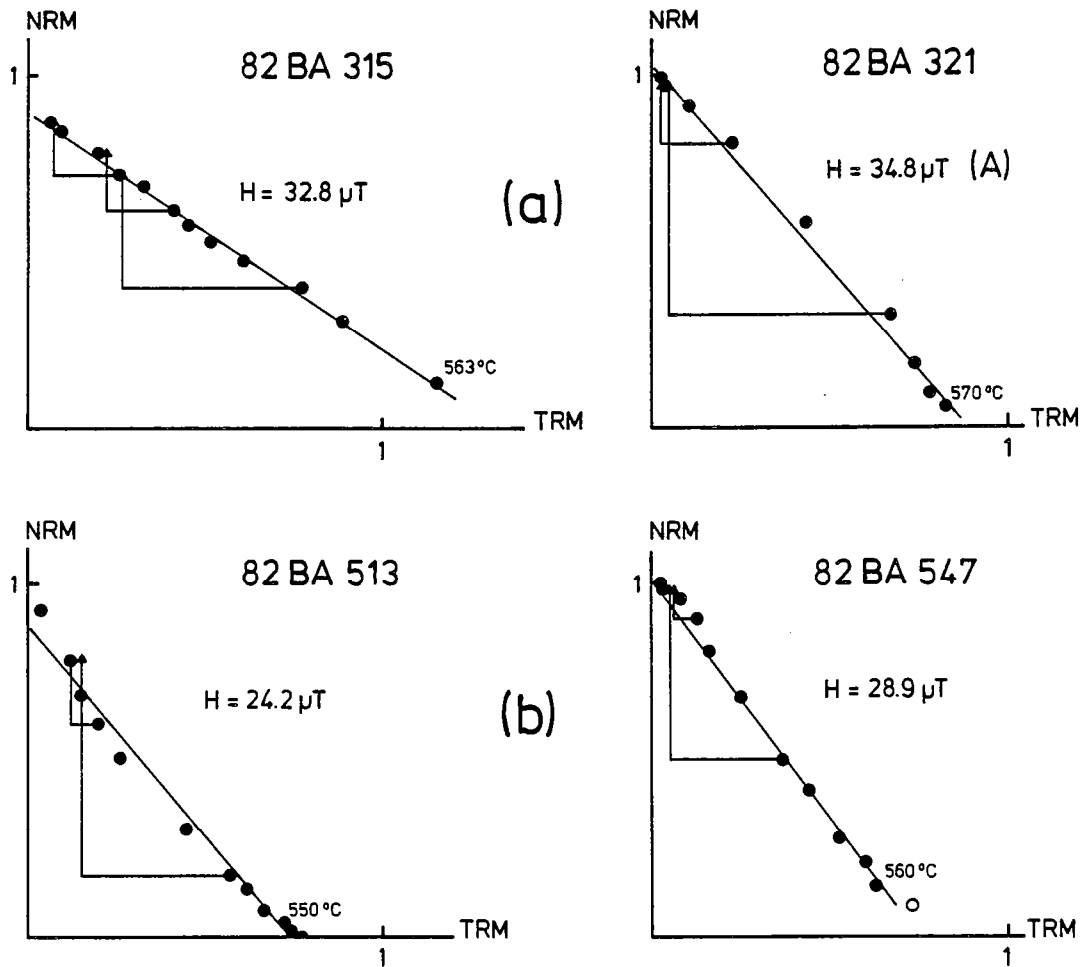 NRM
1
82 BA 315
H = 32.8 µT
563°C
TRM
1
(a)
NRM
1
82 BA 321
H = 34.8 µT (A)
570°C
TRM
1
NRM
1
82 BA 513
H = 24.2 µT
550°C
TRM
1
(b)
NRM
1
82 BA 547
H = 28.9 µT
560°C
TRM
1